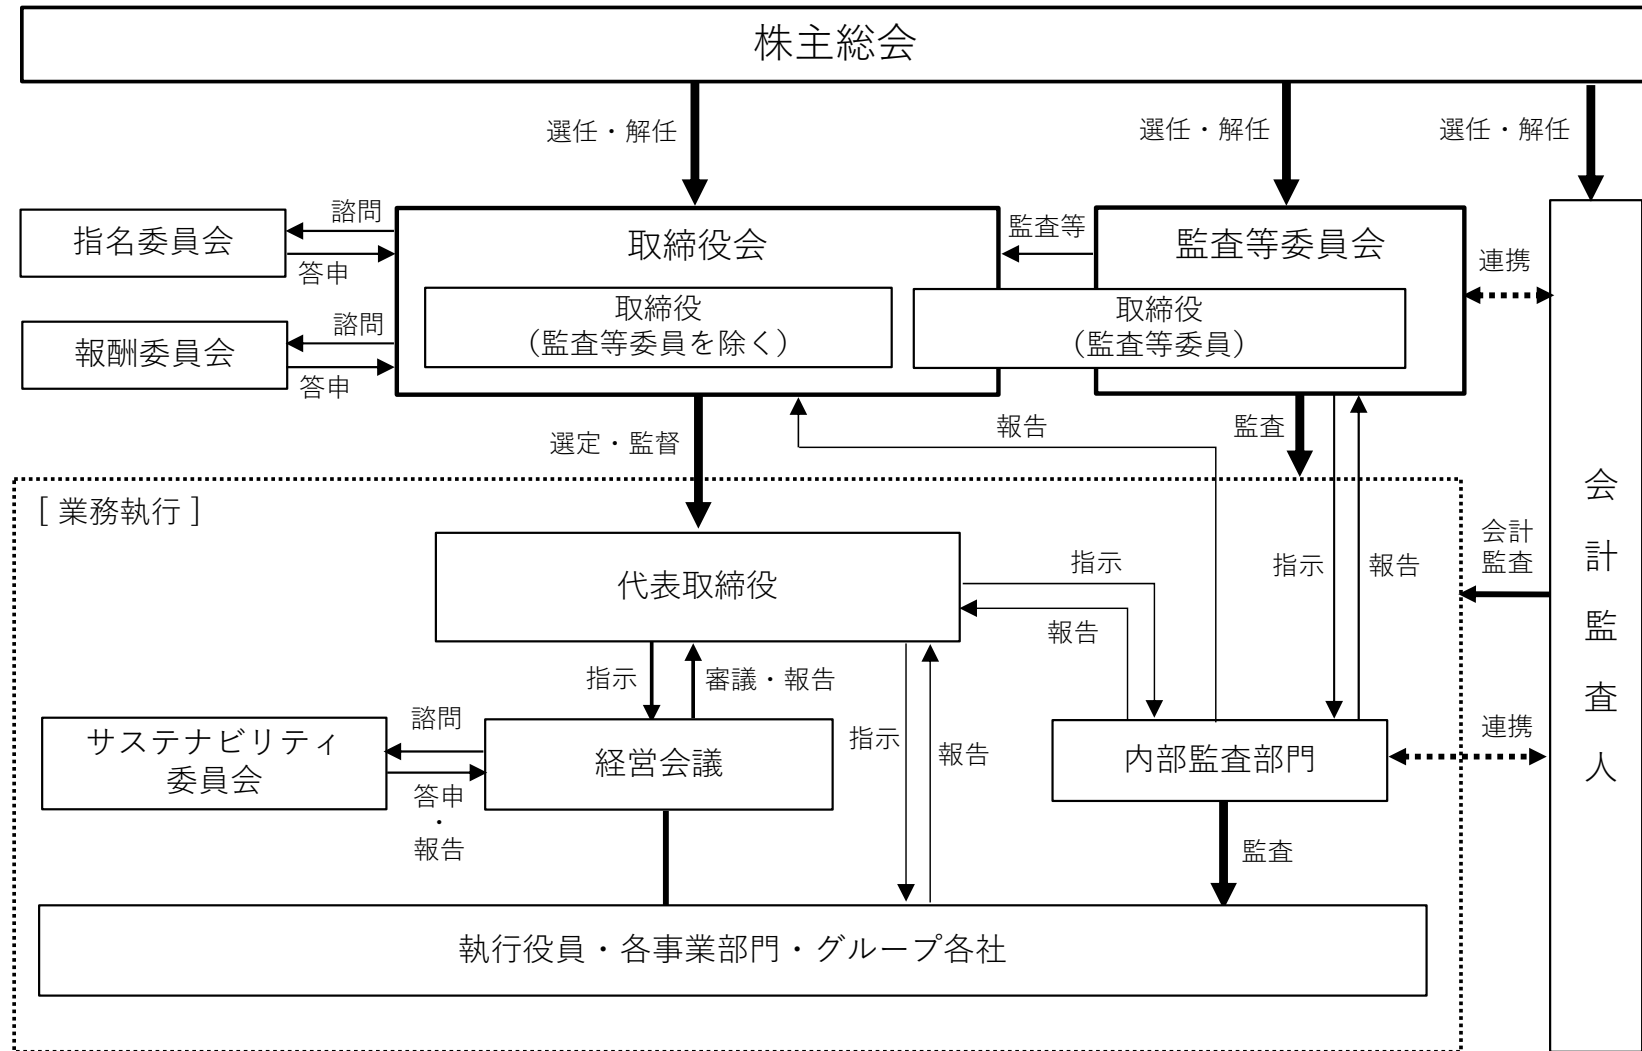 株主総会
選任・解任
選任・解任
選任・解任
指名委員会
諮問
答申
取締役会
監査等
監査等委員会
連携
取締役
（監査等委員を除く）
取締役
（監査等委員）
報酬委員会
諮問
答申
選定・監督
報告
監査
会計監査人
[ 業務執行 ]
代表取締役
指示
報告
指示
報告
会計
監査
指示
審議・報告
サステナビリティ
委員会
諮問
答申
・
報告
経営会議
指示
報告
内部監査部門
連携
監査
執行役員・各事業部門・グループ各社